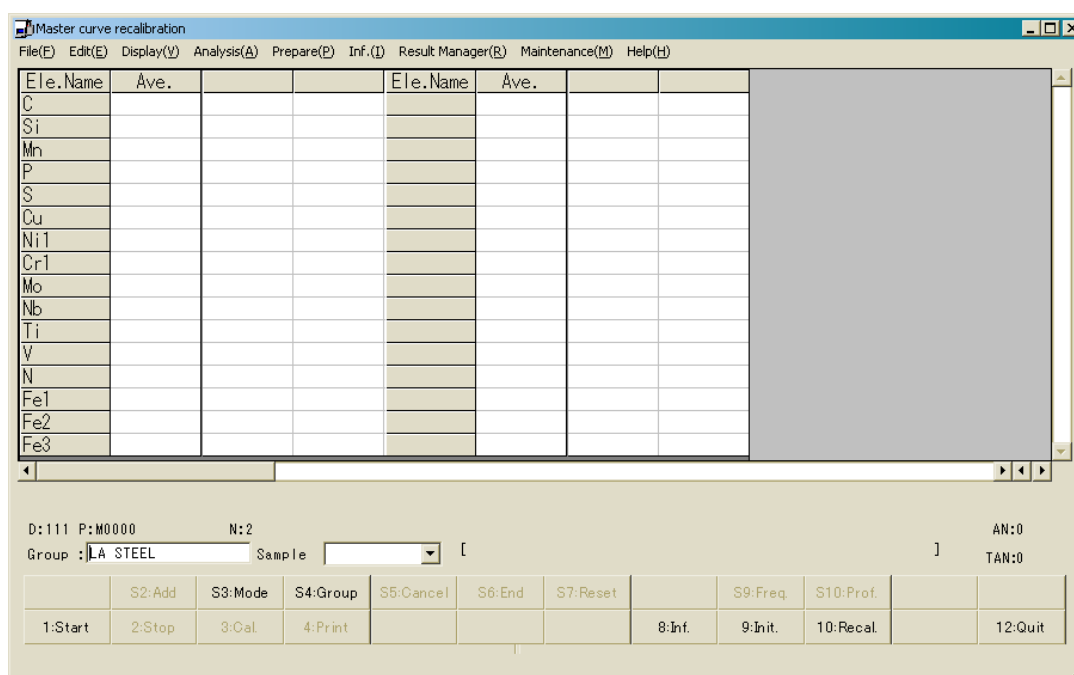 Master curve recalibration
File(F) Edit(E) Display(V) Analysis(A) Prepare(P) Inf.(I) Result Manager(R) Maintenance(M) Help(H)
Ele.Name Ave. Ele.Name Ave.
C
Si
Mn
P
S
Cu
Ni1
Cr1
Mo
Nb
Ti
V
N
Fe1
Fe2
Fe3
D:111 P:M0000 N:2 AN:0
Group :LA STEEL Sample [ ] TAN:0
S2:Add S3:Mode S4:Group S5:Cancel S6:End S7:Reset S9:Freq. S10:Prof.
1:Start 2:Stop 3:Cal. 4:Print 8:Inf. 9:Init. 10:Recal. 12:Quit